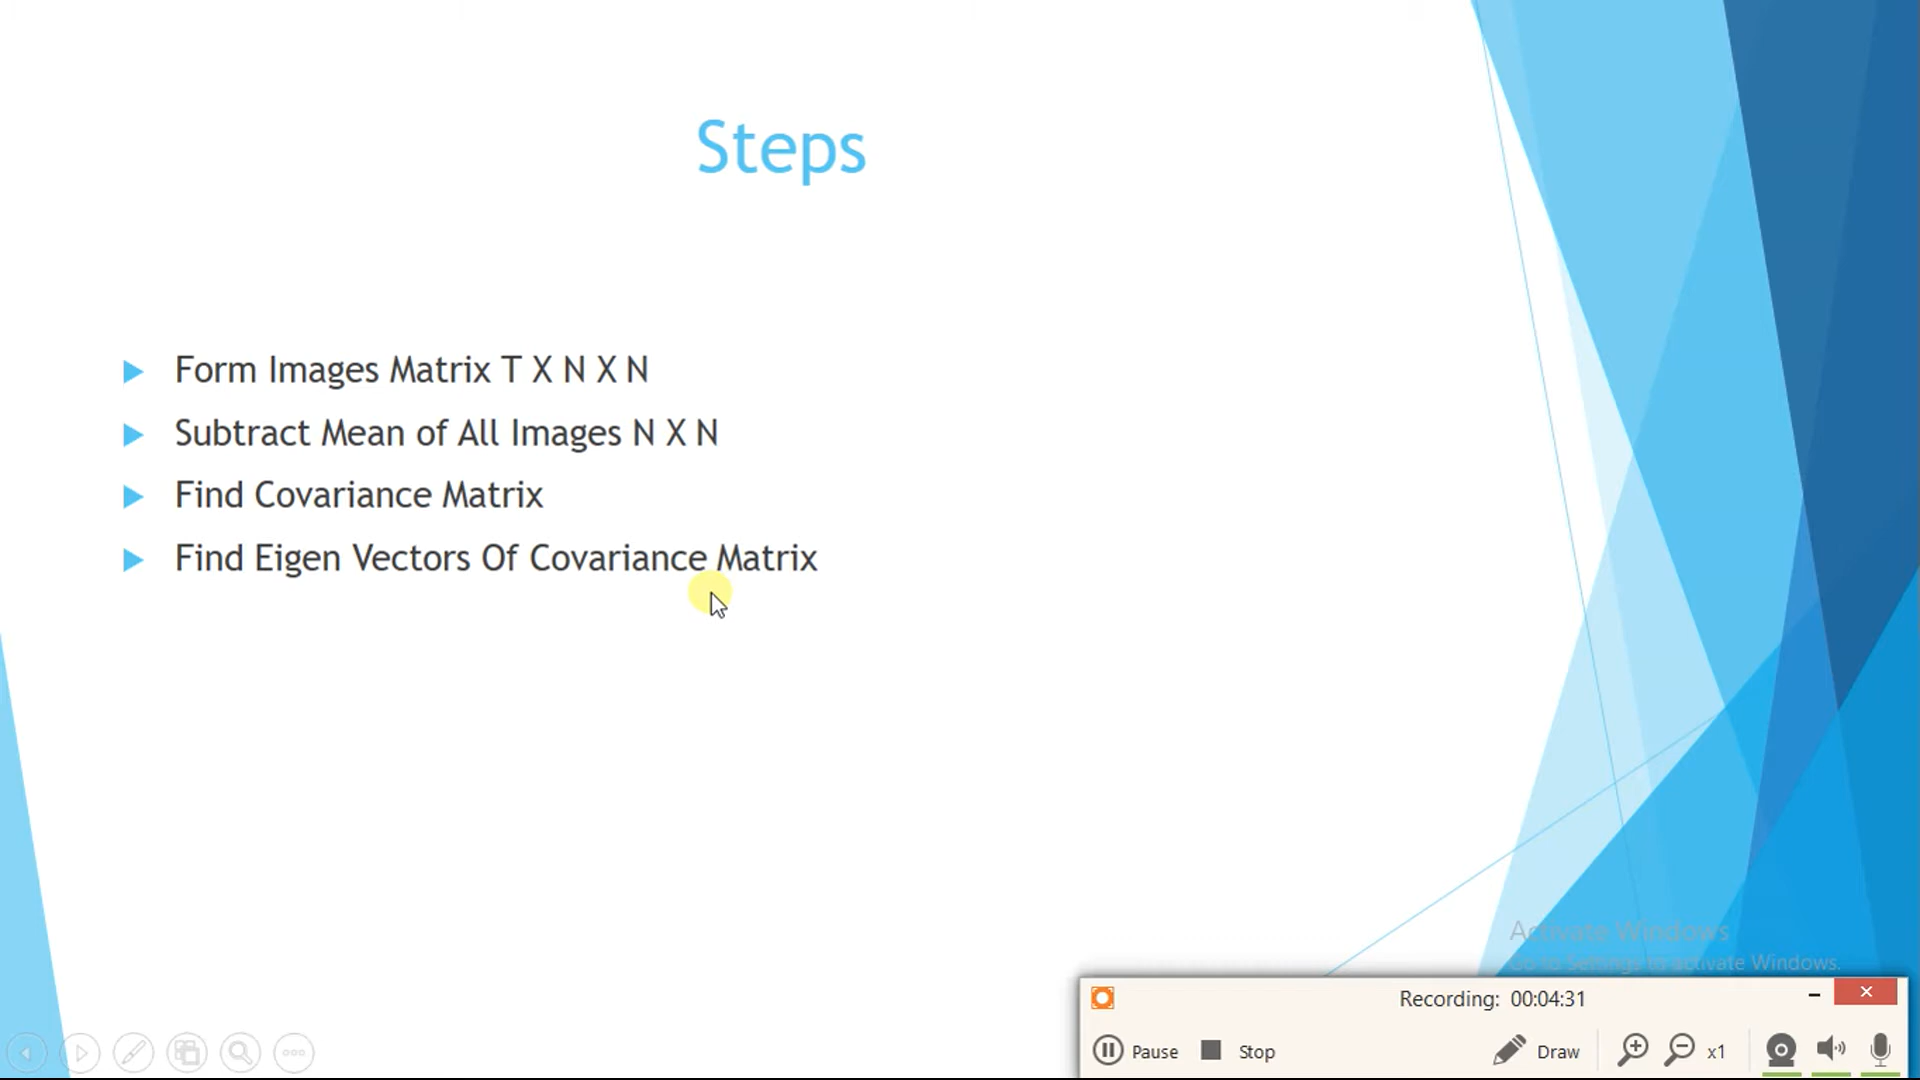 Steps
Form Images Matrix T X N X N
Subtract Mean of All Images N X N
Find Covariance Matrix
Find Eigen Vectors Of Covariance Matrix
Activate Windows
Go to Settings to activate Windows.
Recording: 00:04:31
Pause Stop Draw x1